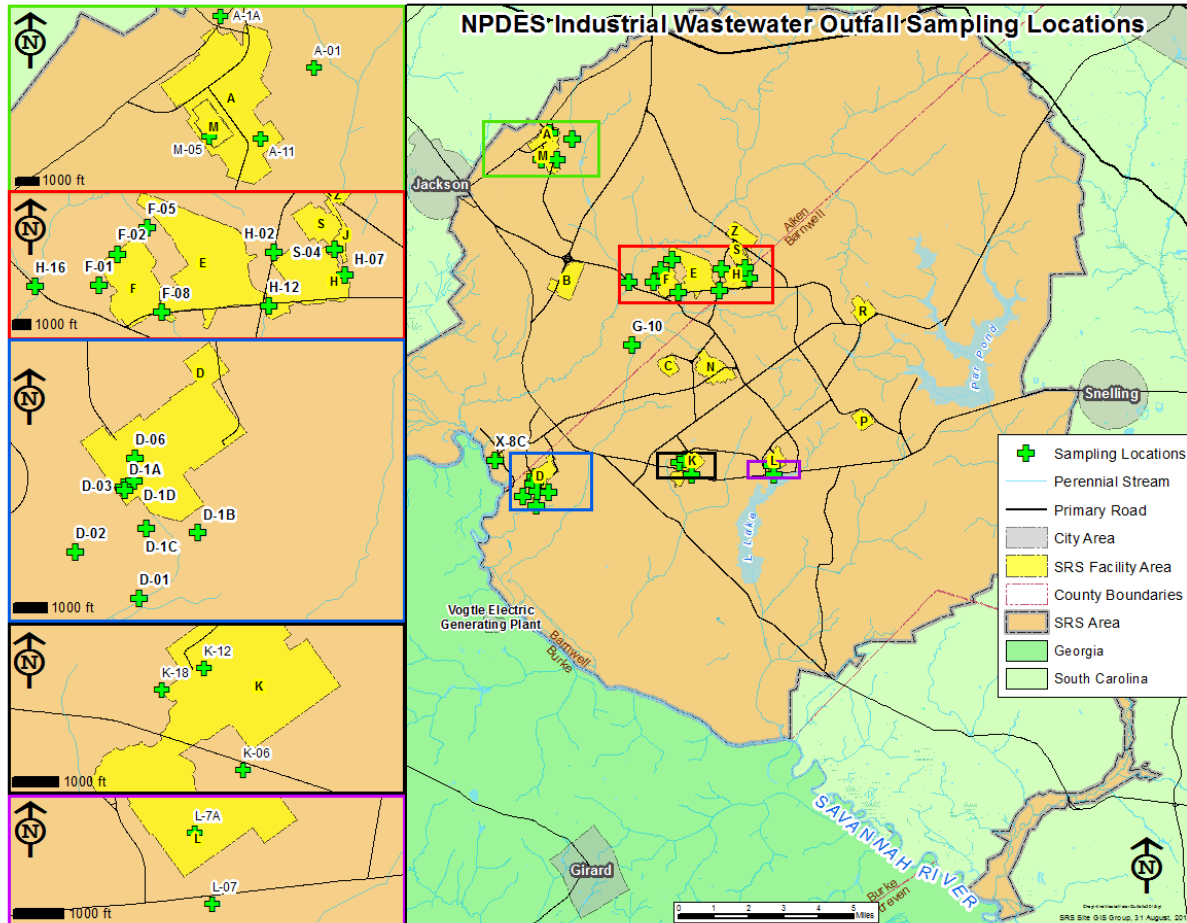 NPDES Industrial Wastewater Outfall Sampling Locations
N
A-1A
A-01
A
M
M-05
A-11
1000 ft
N
F-05
F-02
H-02
S
Z
J
S-04
H-07
H-16
F-01
E
F
H
F-08
H-12
1000 ft
N
D
D-06
D-1A
D-03
D-1D
D-1B
D-02
D-1C
D-01
1000 ft
N
K-12
K-18
K
K-06
1000 ft
N
L-7A
L
L-07
1000 ft
A
M
Jackson
Aiken
Barnwell
Z
S
B
F
E
H
R
G-10
C
N
Par Pond
Snelling
P
X-8C
K
L
D
L Lake
Vogtle Electric
Generating Plant
Barnwell
Burke
Sampling Locations
Perennial Stream
Primary Road
City Area
SRS Facility Area
County Boundaries
SRS Area
Georgia
South Carolina
SAVANNAH RIVER
Girard
Burke
N
0 1 2 3 4 5
Miles
SRS Site GIS Group, 31 August, 201